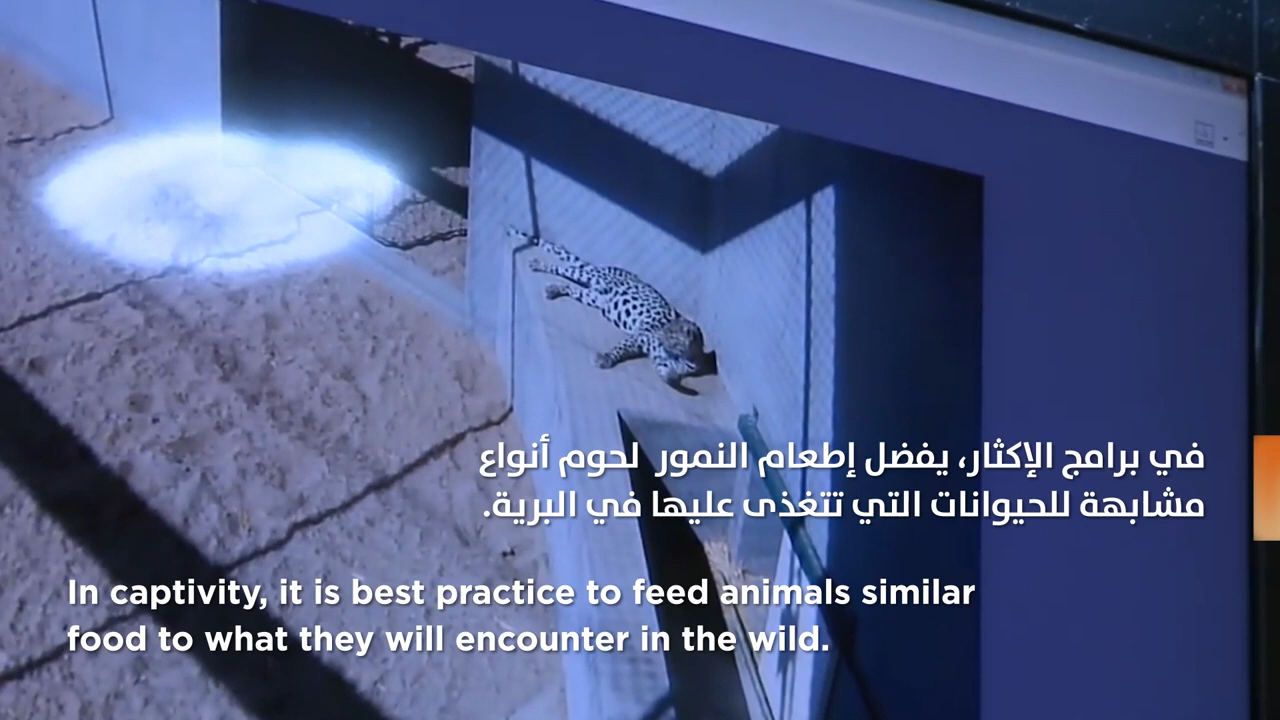 في برامج الإكثار، يفضل إطعام النمور لحوم أنواع
مشابهة للحيوانات التي تتغذى عليها في البرية.
In captivity, it is best practice to feed animals similar
food to what they will encounter in the wild.